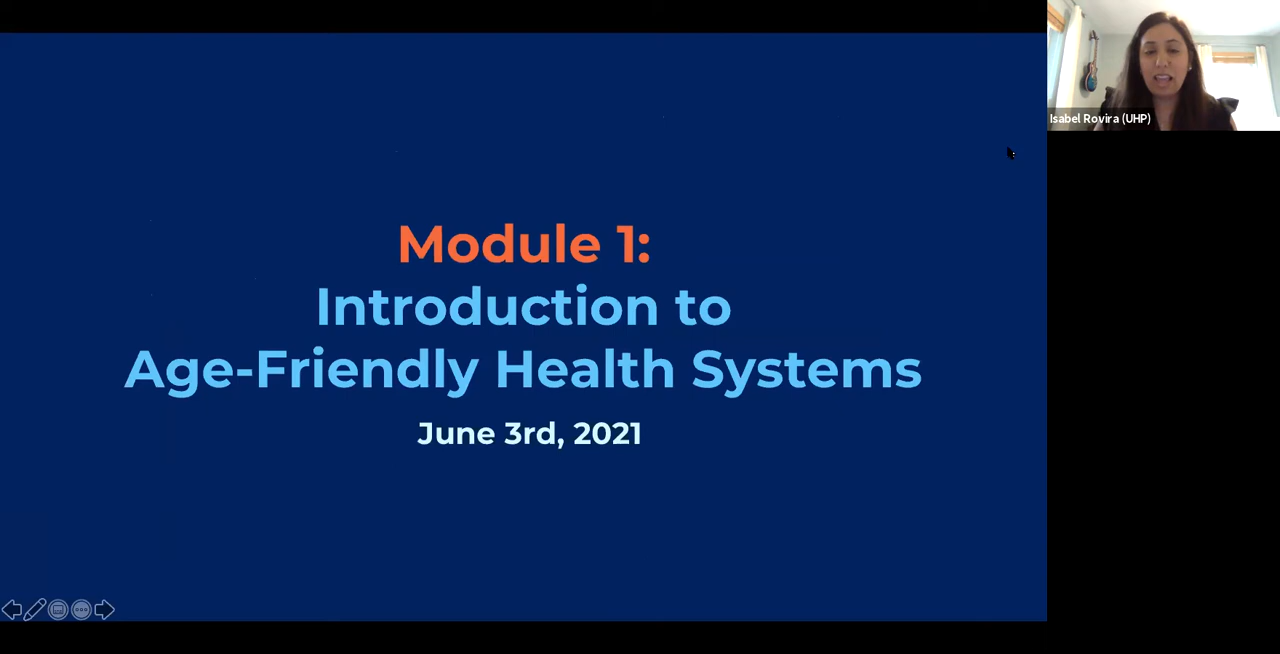 Module 1:
Introduction to
Age-Friendly Health Systems
June 3rd, 2021
Isabel Rovira (UHP)